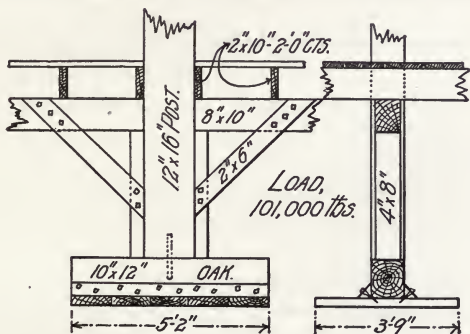 2"x10"-2'-0" CTS.
12"x16" POST.
8"x10"
2"x6"
LOAD,
101,000 lbs.
4"x8"
10"x12" OAK.
5'-2"
3'-9"